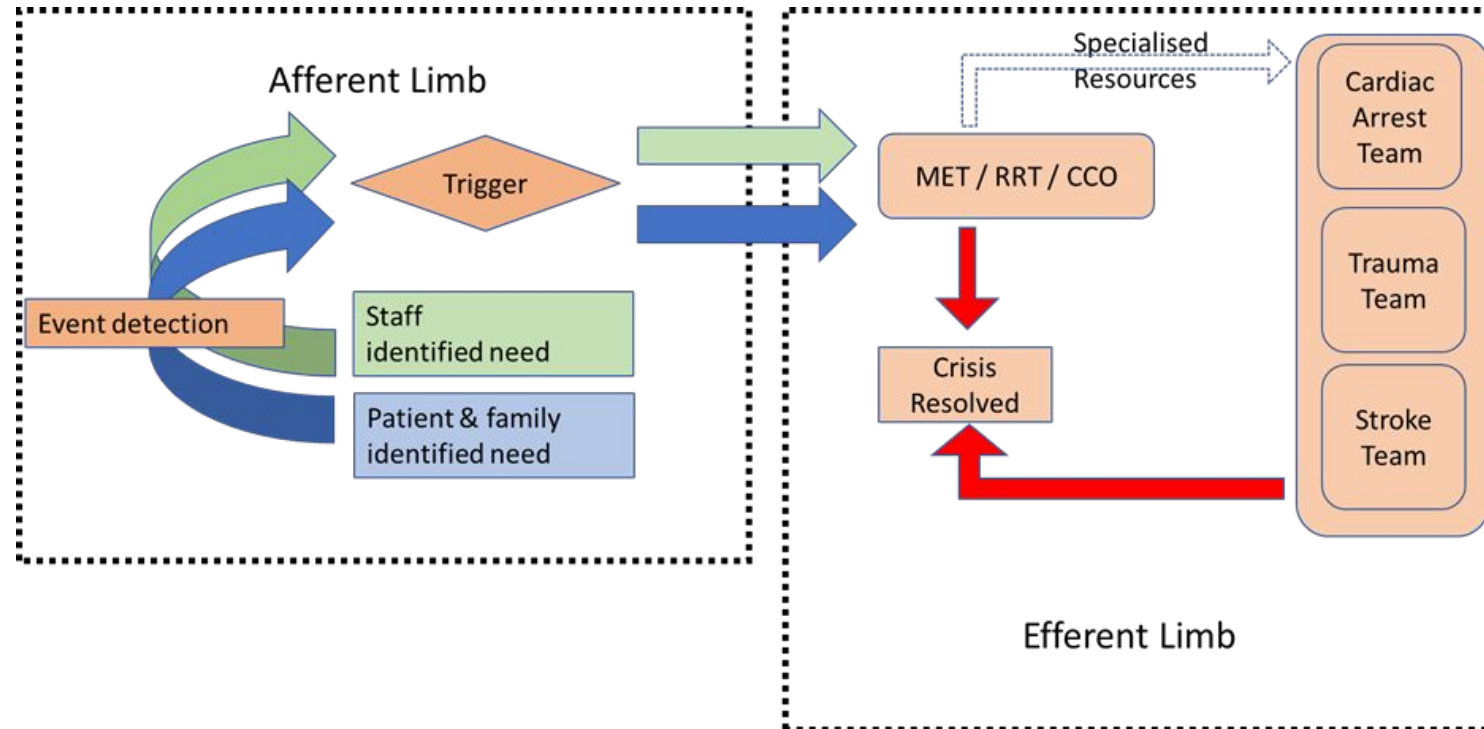 Afferent Limb
Trigger
Event detection
Staff
identified need
Patient & family
identified need
Specialised
Resources
MET / RRT / CCO
Crisis
Resolved
Cardiac
Arrest
Team
Trauma
Team
Stroke
Team
Efferent Limb